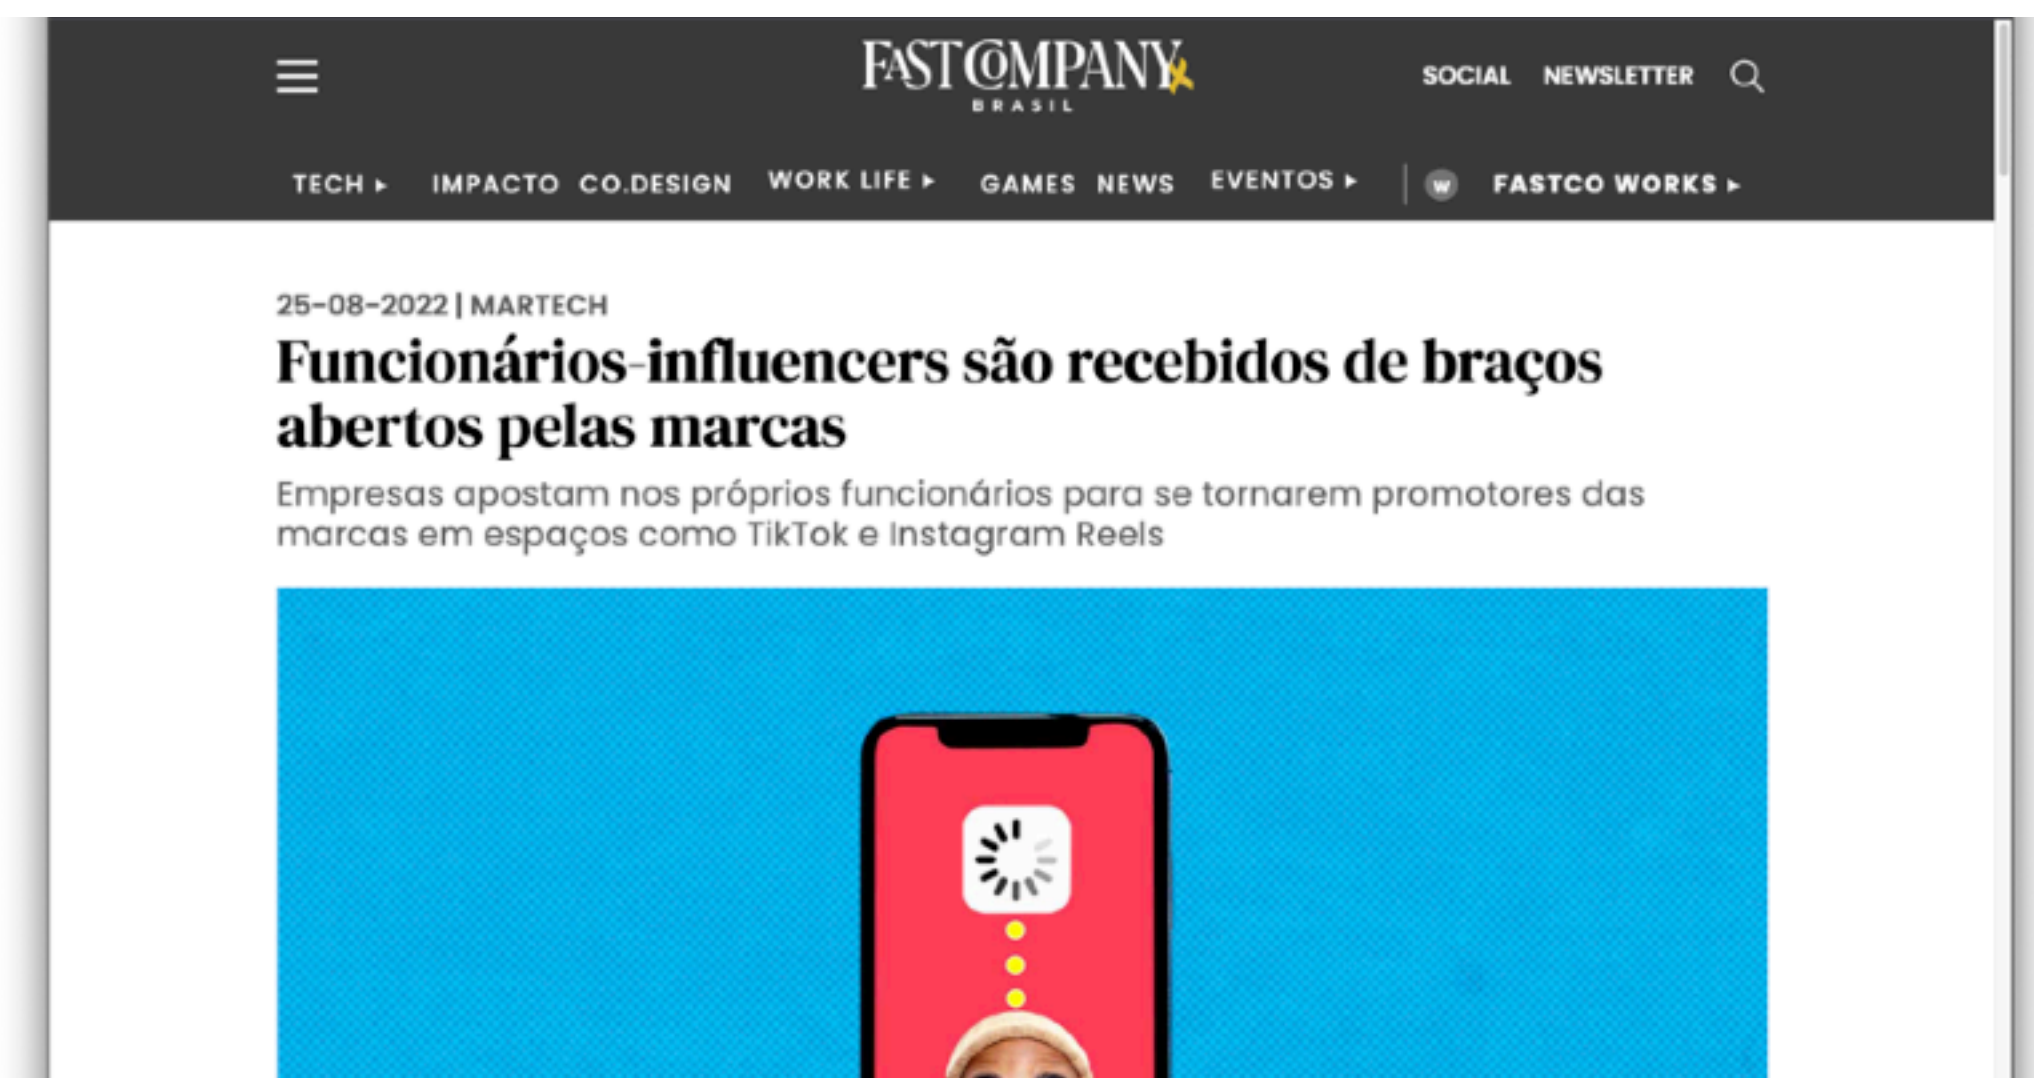 FAST COMPANY
BRASIL
SOCIAL NEWSLETTER
TECH ▸ IMPACTO CO.DESIGN WORK LIFE ▸ GAMES NEWS EVENTOS ▸ | w FASTCO WORKS ▸
25-08-2022 | MARTECH
Funcionários-influencers são recebidos de braços
abertos pelas marcas
Empresas apostam nos próprios funcionários para se tornarem promotores das
marcas em espaços como TikTok e Instagram Reels